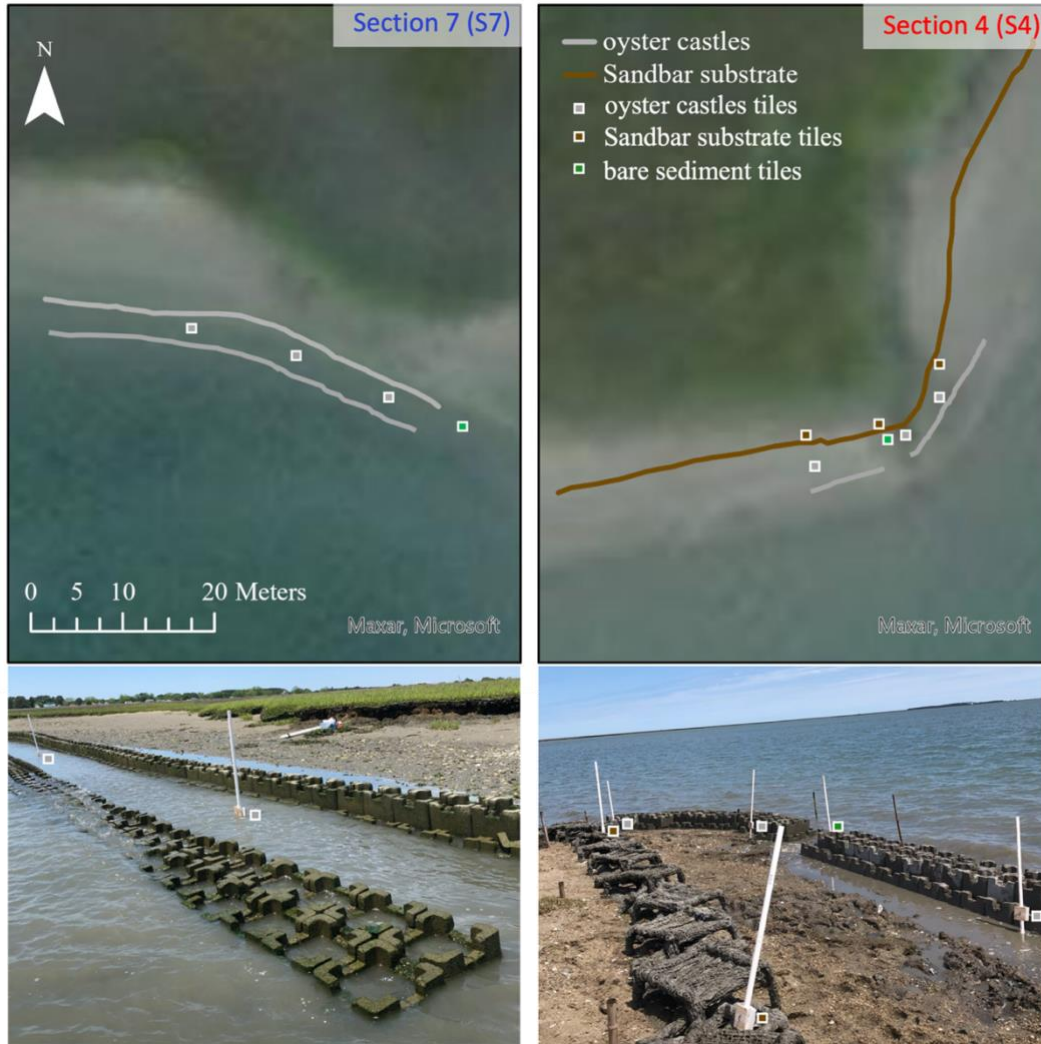 Section 7 (S7)
N
0 5 10 20 Meters
Maxar, Microsoft
Section 4 (S4)
oyster castles
Sandbar substrate
oyster castles tiles
Sandbar substrate tiles
bare sediment tiles
Maxar, Microsoft